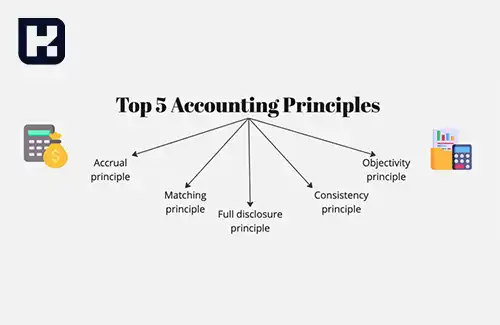 H
Top 5 Accounting Principles
Accrual
principle
Matching
principle
Full disclosure
principle
Consistency
principle
Objectivity
principle